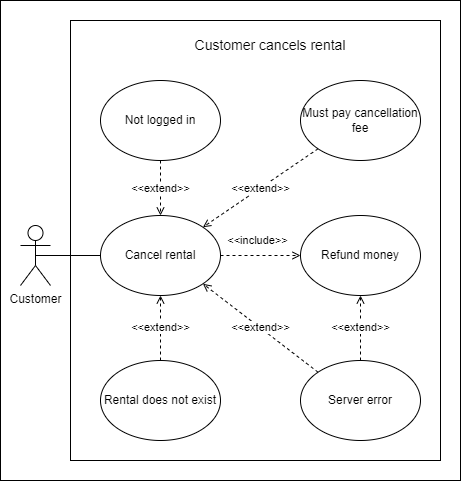 Customer cancels rental
Not logged in
Must pay cancellation
fee
<<extend>>
<<extend>>
Cancel rental
<<include>>
Refund money
Customer
<<extend>>
<<extend>>
<<extend>>
Rental does not exist
Server error